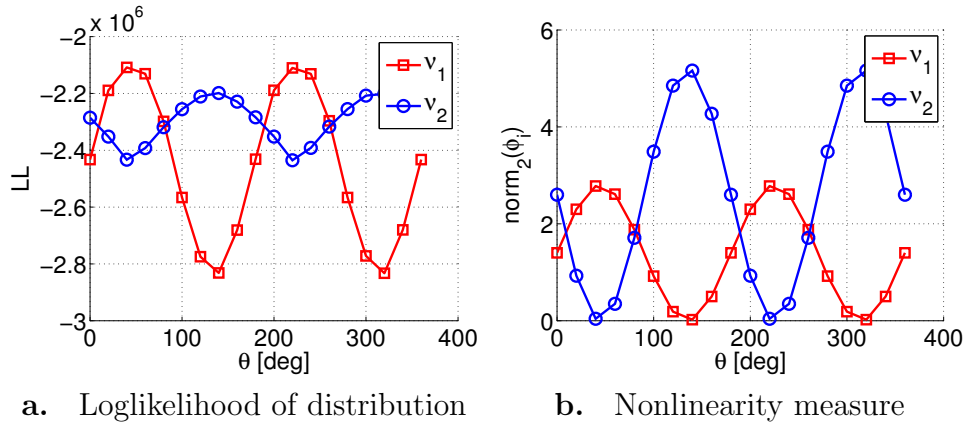 x 10⁶
−2
−2.2
−2.4
−2.6
−2.8
−3
0 100 200 300 400
LL
θ [deg]
ν₁
ν₂
6
4
2
0
0 100 200 300 400
norm₂(ϕᵢ)
θ [deg]
ν₁
ν₂
a. Loglikelihood of distribution
b. Nonlinearity measure